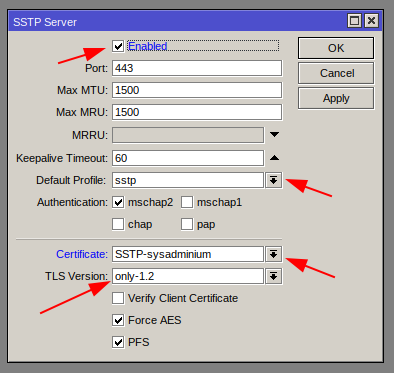 SSTP Server
Enabled
OK
Port: 443
Cancel
Max MTU: 1500
Apply
Max MRU: 1500
MRRU:
Keepalive Timeout: 60
Default Profile: sstp
Authentication: mschap2 mschap1
chap pap
Certificate: SSTP-sysadminium
TLS Version: only-1.2
Verify Client Certificate
Force AES
PFS